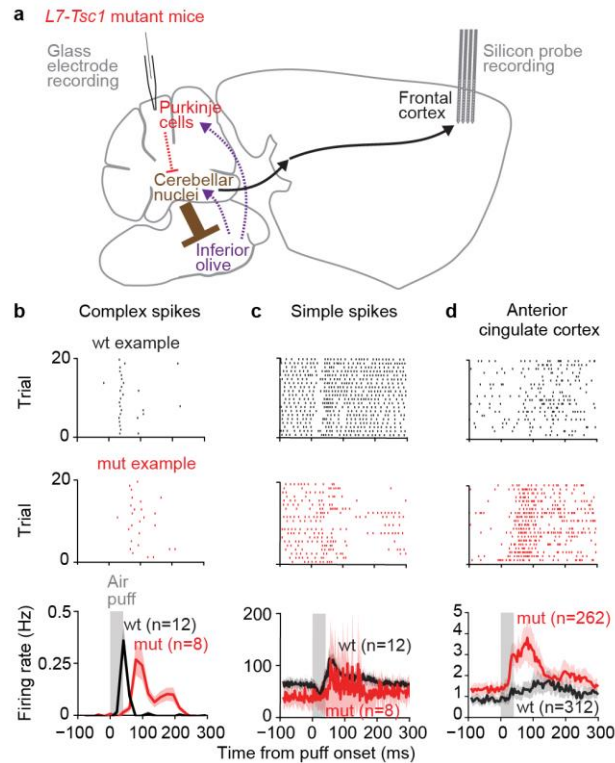 a L7-Tsc1 mutant mice
Glass
electrode
recording
Silicon probe
recording
Purkinje
cells
Frontal
cortex
Cerebellar
nuclei
Inferior
olive
b Complex spikes
c Simple spikes
d Anterior
cingulate cortex
wt example
Trial
20
0
mut example
Trial
20
0
Air
puff
wt (n=12)
mut (n=8)
Firing rate (Hz)
0.5
0.25
0
−100 0 100 200 300
200
100
0
wt (n=12)
mut (n=8)
−100 0 100 200 300
5
4
3
2
1
0
mut (n=262)
wt (n=312)
−100 0 100 200 300
Time from puff onset (ms)